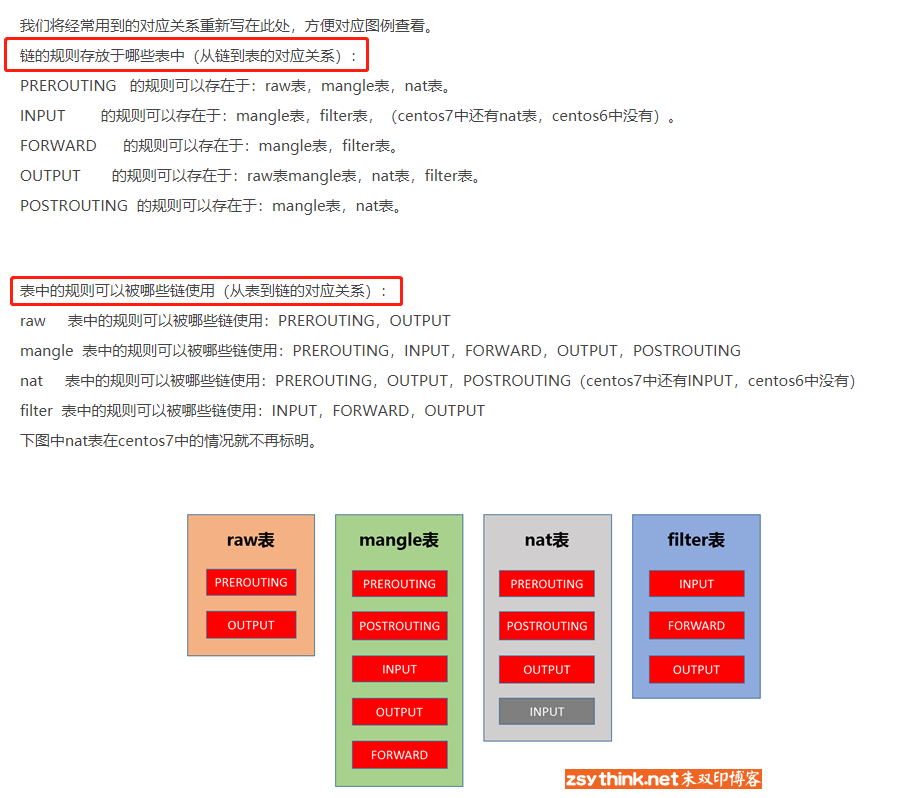 我们将经常用到的对应关系重新写在此处，方便对应图例查看。
链的规则存放于哪些表中（从链到表的对应关系）：
PREROUTING 的规则可以存在于：raw表，mangle表，nat表。
INPUT 的规则可以存在于：mangle表，filter表，（centos7中还有nat表，centos6中没有）。
FORWARD 的规则可以存在于：mangle表，filter表。
OUTPUT 的规则可以存在于：raw表mangle表，nat表，filter表。
POSTROUTING 的规则可以存在于：mangle表，nat表。
表中的规则可以被哪些链使用（从表到链的对应关系）：
raw 表中的规则可以被哪些链使用：PREROUTING，OUTPUT
mangle 表中的规则可以被哪些链使用：PREROUTING，INPUT，FORWARD，OUTPUT，POSTROUTING
nat 表中的规则可以被哪些链使用：PREROUTING，OUTPUT，POSTROUTING（centos7中还有INPUT，centos6中没有）
filter 表中的规则可以被哪些链使用：INPUT，FORWARD，OUTPUT
下图中nat表在centos7中的情况就不再标明。
raw表
PREROUTING
OUTPUT
mangle表
PREROUTING
POSTROUTING
INPUT
OUTPUT
FORWARD
nat表
PREROUTING
POSTROUTING
OUTPUT
INPUT
filter表
INPUT
FORWARD
OUTPUT
zsythink.net朱双印博客